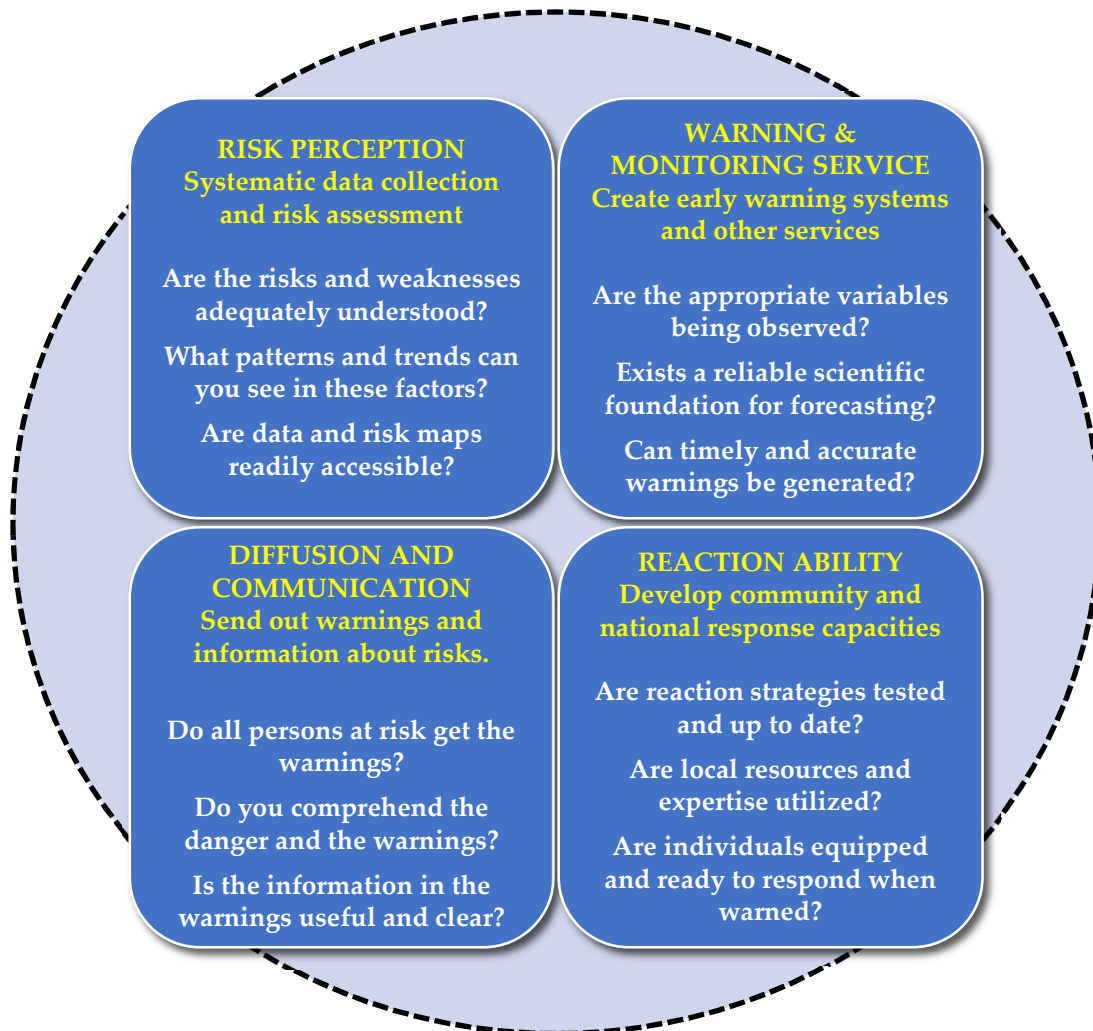 RISK PERCEPTION
Systematic data collection
and risk assessment
Are the risks and weaknesses
adequately understood?
What patterns and trends can
you see in these factors?
Are data and risk maps
readily accessible?
WARNING &
MONITORING SERVICE
Create early warning systems
and other services
Are the appropriate variables
being observed?
Exists a reliable scientific
foundation for forecasting?
Can timely and accurate
warnings be generated?
DIFFUSION AND
COMMUNICATION
Send out warnings and
information about risks.
Do all persons at risk get the
warnings?
Do you comprehend the
danger and the warnings?
Is the information in the
warnings useful and clear?
REACTION ABILITY
Develop community and
national response capacities
Are reaction strategies tested
and up to date?
Are local resources and
expertise utilized?
Are individuals equipped
and ready to respond when
warned?